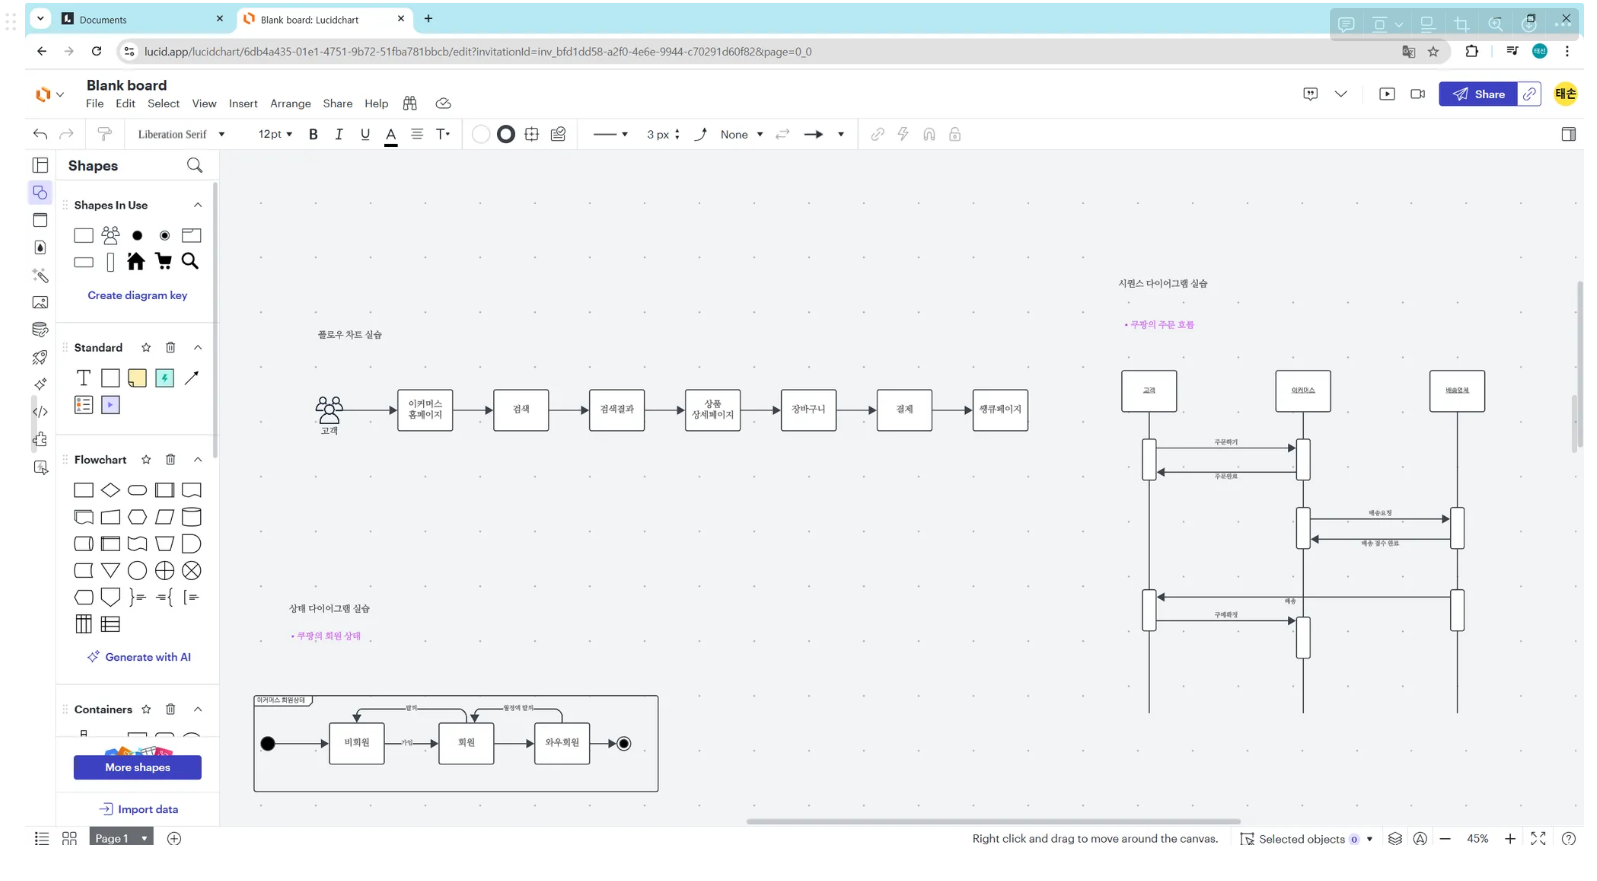 Documents
Blank board: Lucidchart
lucid.app/lucidchart/6db4a435-01e1-4751-9b72-51fba781bbcb/edit?invitationId=inv_bfd1dd58-a2f0-4e6e-9944-c70291d60f82&page=0_0
Blank board
File Edit Select View Insert Arrange Share Help
Share
태손
Liberation Serif 12pt B I U A T 3 px None
Shapes
Shapes In Use
Create diagram key
Standard
T
Flowchart
Generate with AI
Containers
More shapes
Import data
플로우 차트 실습
고객
이커머스
홈페이지
검색
검색결과
상품
상세페이지
장바구니
결제
땡큐페이지
시퀀스 다이어그램 실습
• 쿠팡의 주문 흐름
고객
이커머스
배송업체
주문하기
주문완료
배송요청
배송 접수 완료
배송
구매확정
상태 다이어그램 실습
• 쿠팡의 회원 상태
이커머스 회원상태
탈퇴
비회원
가입
회원
와우회원
Page 1
Right click and drag to move around the canvas.
Selected objects 0
45%